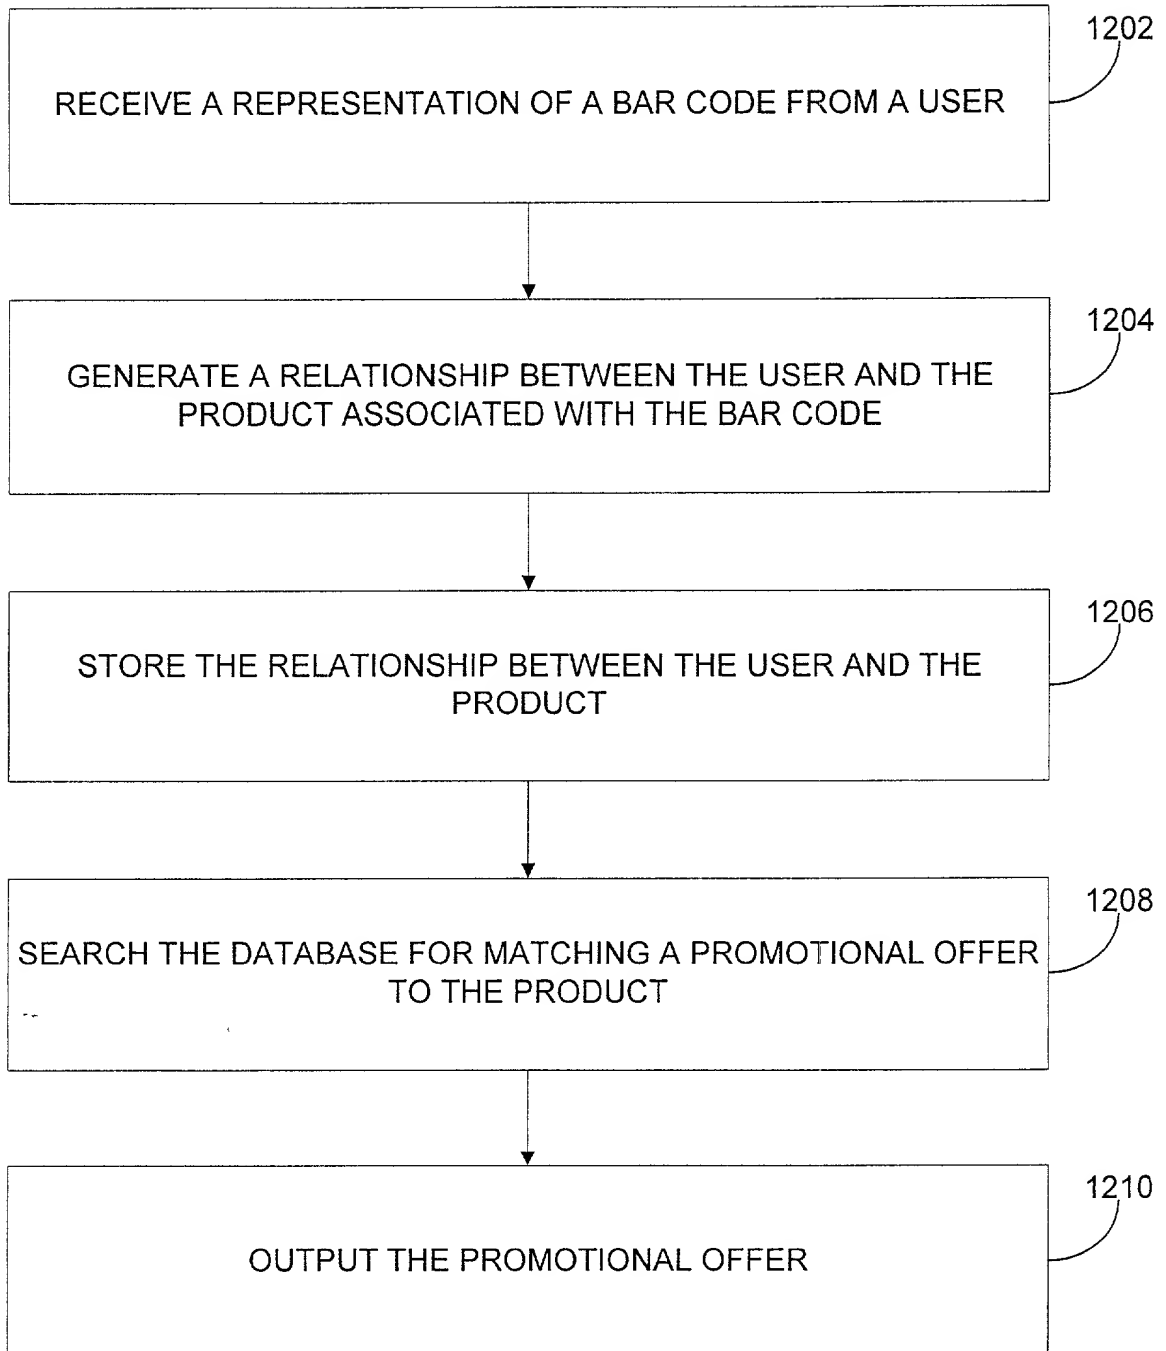 1202
RECEIVE A REPRESENTATION OF A BAR CODE FROM A USER
1204
GENERATE A RELATIONSHIP BETWEEN THE USER AND THE
PRODUCT ASSOCIATED WITH THE BAR CODE
1206
STORE THE RELATIONSHIP BETWEEN THE USER AND THE
PRODUCT
1208
SEARCH THE DATABASE FOR MATCHING A PROMOTIONAL OFFER
TO THE PRODUCT
1210
OUTPUT THE PROMOTIONAL OFFER